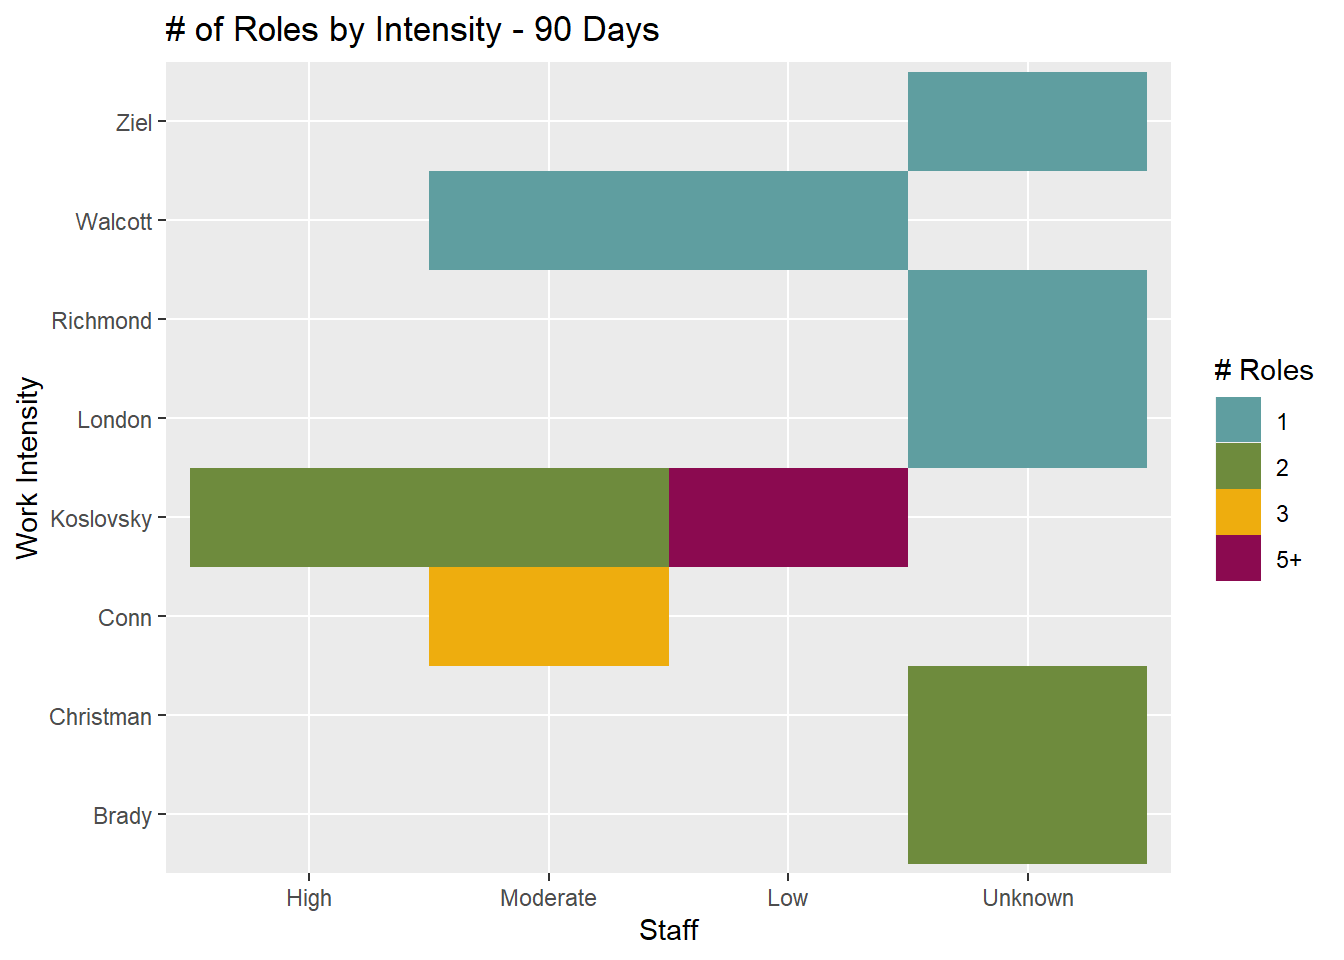 # of Roles by Intensity - 90 Days
Ziel
Walcott
Richmond
London
Koslovsky
Conn
Christman
Brady
Work Intensity
High Moderate Low Unknown
Staff
# Roles
1
2
3
5+